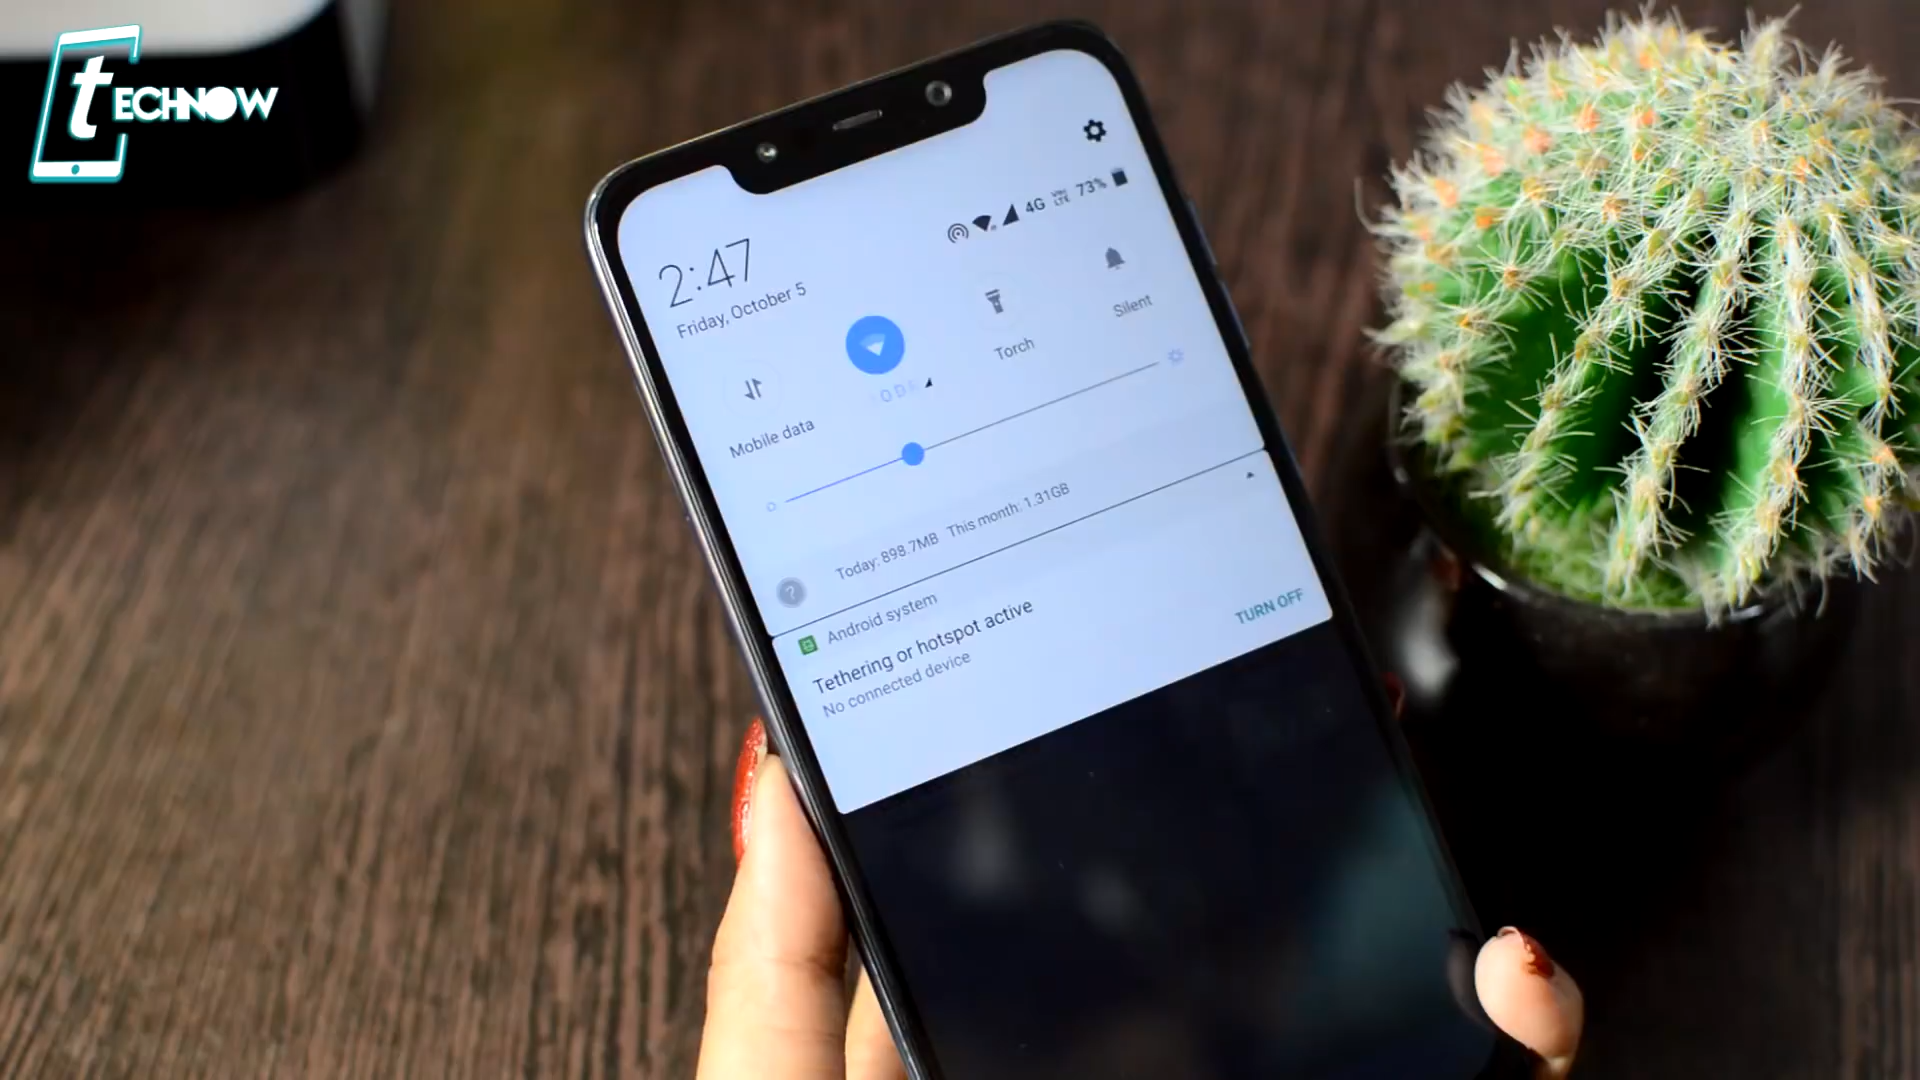 tECHNOW
4G VoLTE 73%
2:47
Friday, October 5
Mobile data
Torch
Silent
Today: 898.7MB This month: 1.31GB
?
Android system
Tethering or hotspot active
No connected device
TURN OFF